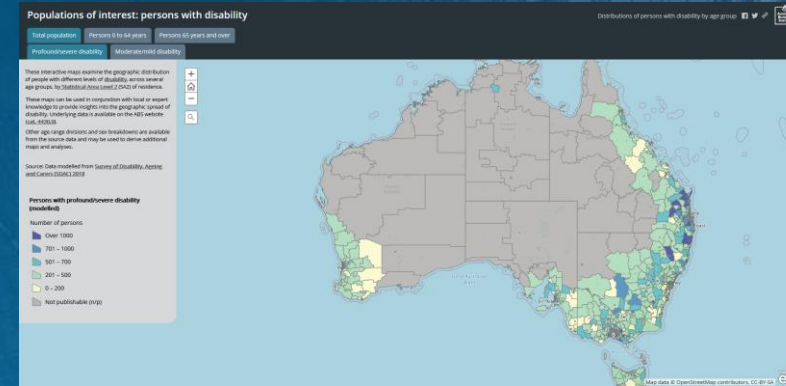 Populations of interest: persons with disability
Distributions of persons with disability by age group
Total population
Persons 0 to 64 years
Persons 65 years and over
Profound/severe disability
Moderate/mild disability
These interactive maps examine the geographic distribution
of people with different levels of disability, across several
age groups, by Statistical Area Level 2 (SA2) of residence.
These maps can be used in conjunction with local or expert
knowledge to provide insights into the geographic spread of
disability. Underlying data is available on the ABS website
Other age range divisions and sex breakdowns are available
from the source data and may be used to derive additional
maps and analyses.
Source: Data modelled from Survey of Disability, Ageing
and Carers (SDAC) 2018
Persons with profound/severe disability
(modelled)
Number of persons
Over 1000
701 – 1000
501 – 700
201 – 500
0 – 200
Not publishable (n/p)
Map data © OpenStreetMap contributors, CC-BY-SA